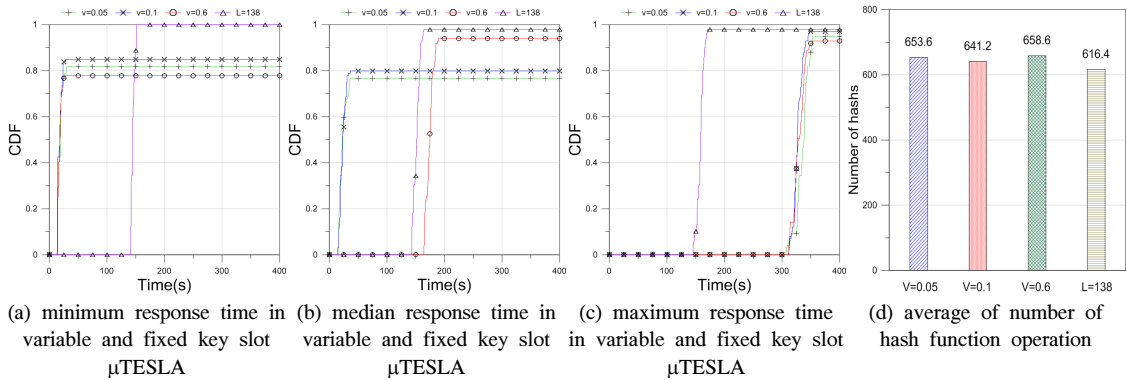 v=0.05 v=0.1 v=0.6 L=138
CDF
1
0.8
0.6
0.4
0.2
0
0 100 200 300 400
Time(s)
(a) minimum response time in
variable and fixed key slot
µTESLA
v=0.05 v=0.1 v=0.6 L=138
CDF
1
0.8
0.6
0.4
0.2
0
0 100 200 300 400
Time(s)
(b) median response time in
variable and fixed key slot
µTESLA
v=0.05 v=0.1 v=0.6 L=138
CDF
1
0.8
0.6
0.4
0.2
0
0 100 200 300 400
Time(s)
(c) maximum response time
in variable and fixed key slot
µTESLA
Number of hashs
800
600
400
200
0
653.6 641.2 658.6 616.4
V=0.05 V=0.1 V=0.6 L=138
(d) average of number of
hash function operation